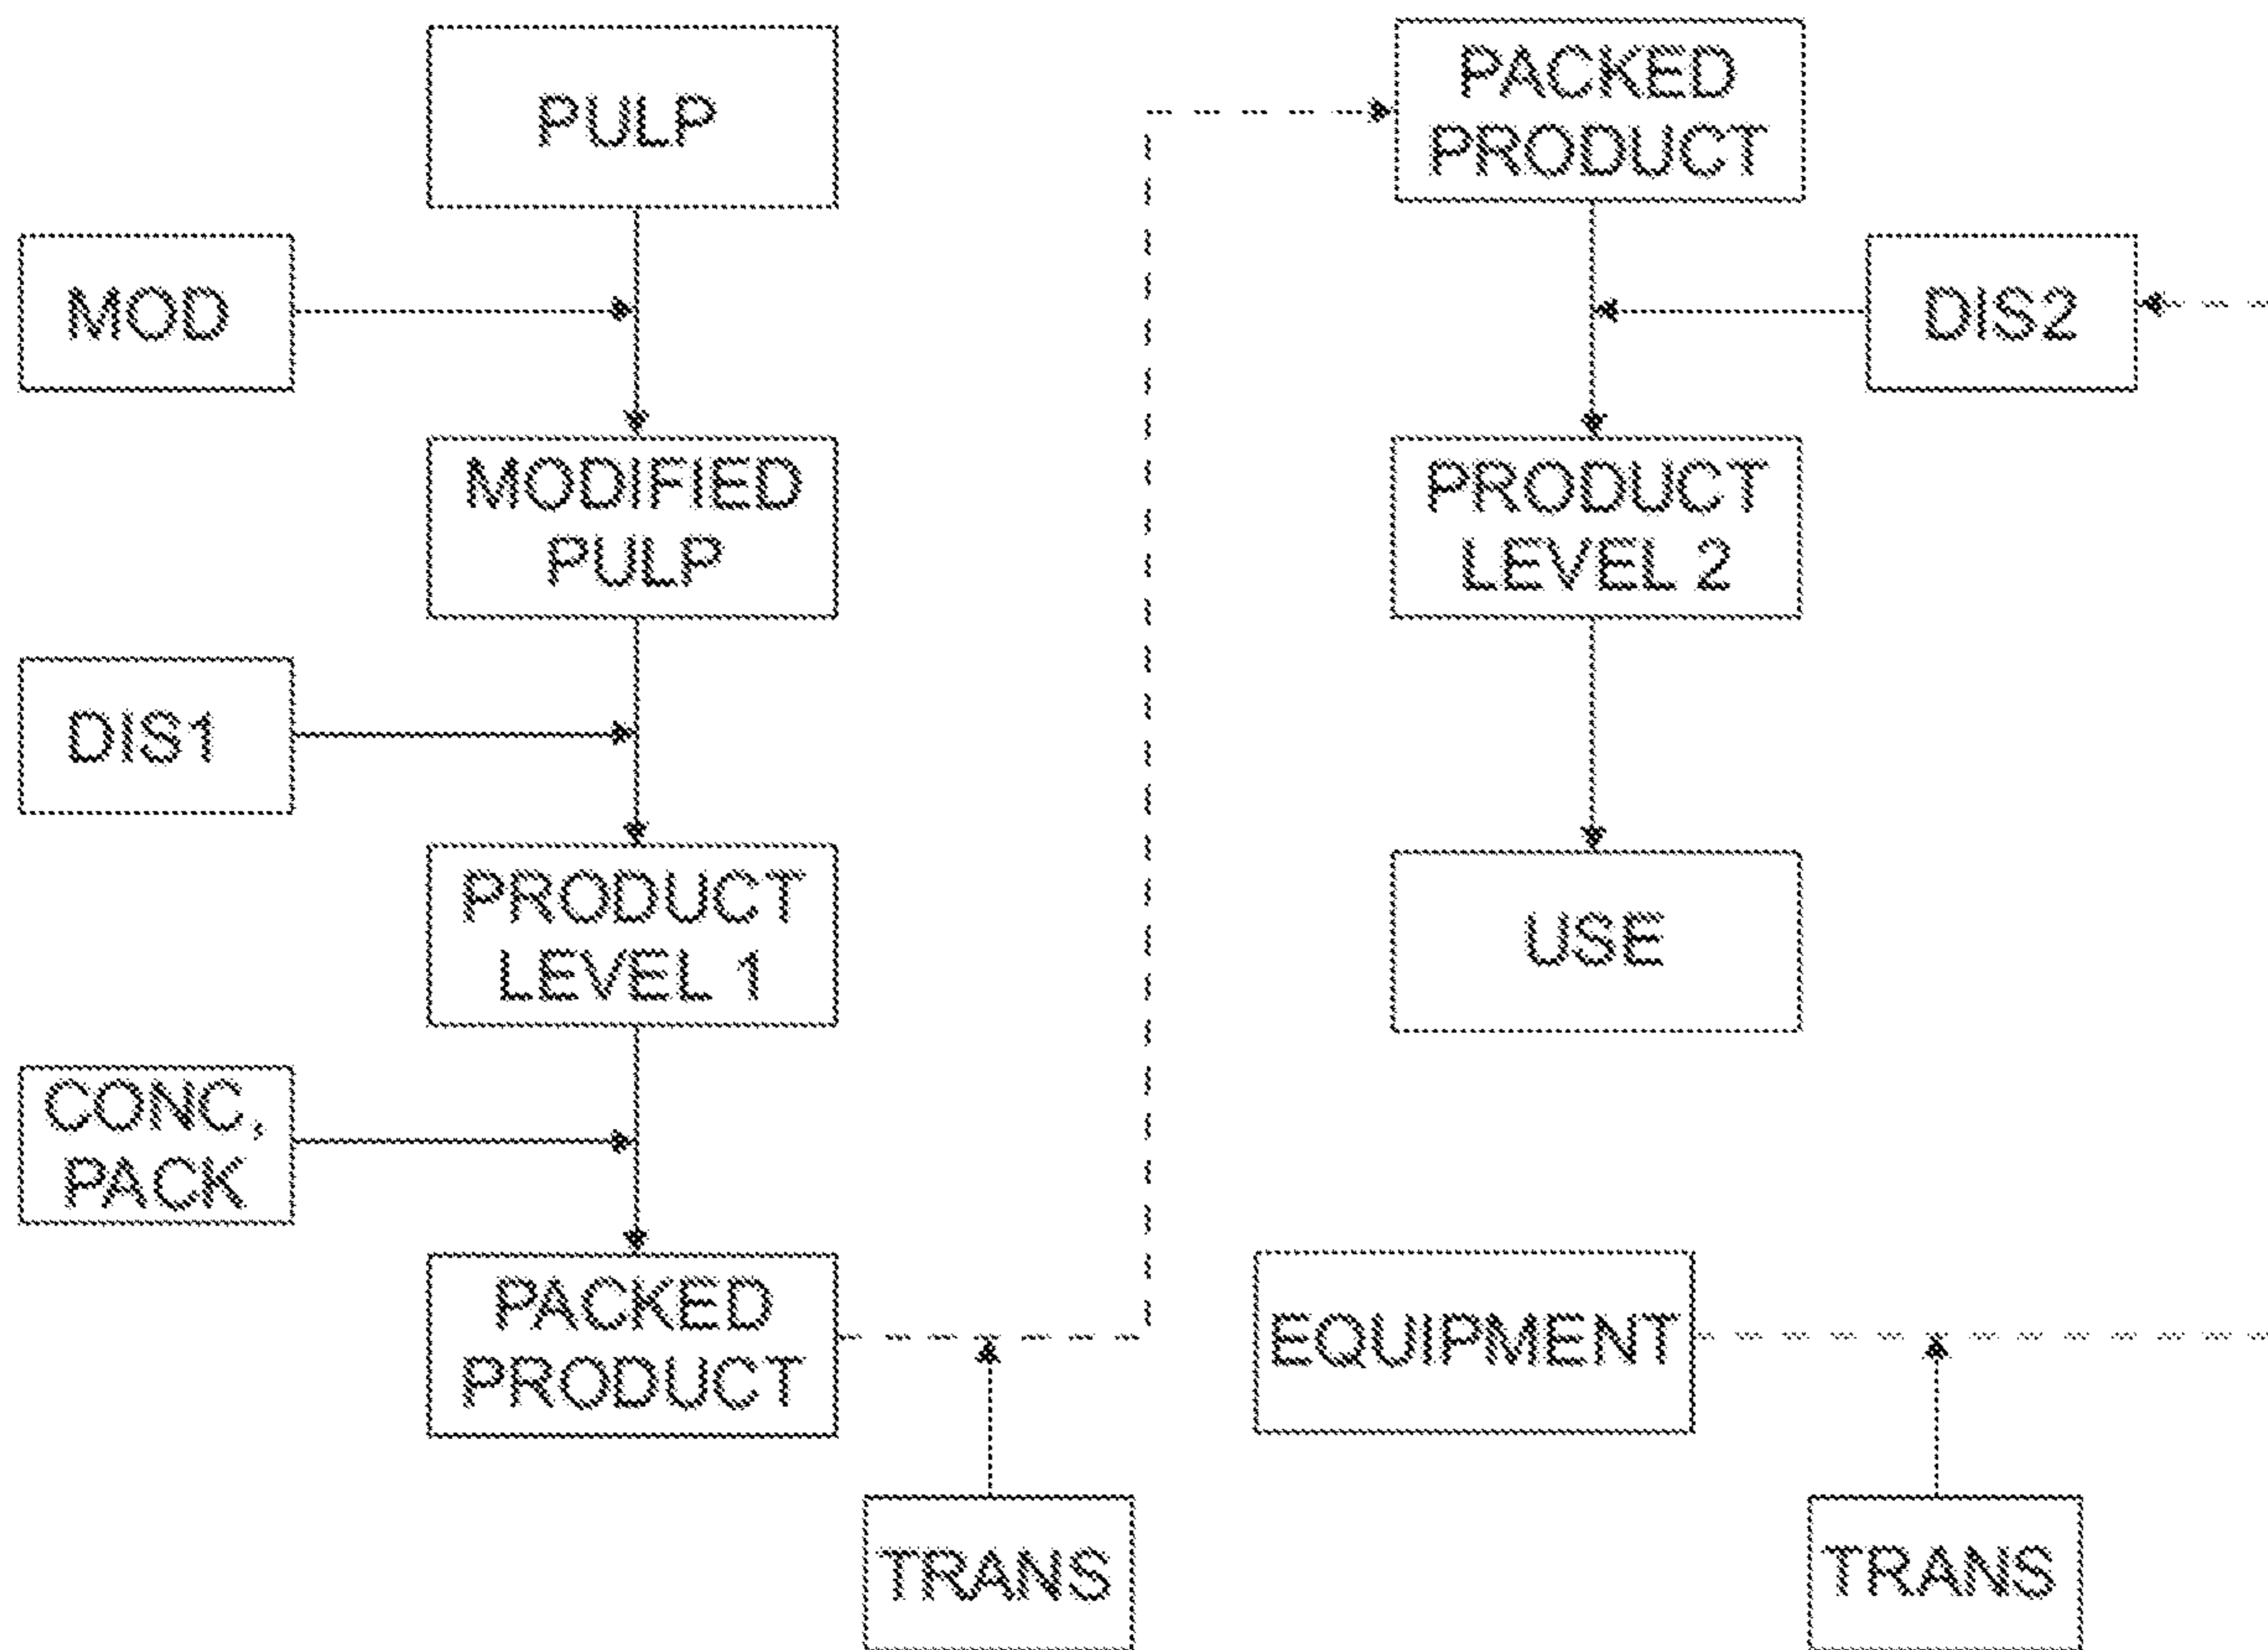 PULP
MOD
MODIFIED
PULP
DIS1
PRODUCT
LEVEL 1
CONC,
PACK
PACKED
PRODUCT
TRANS
PACKED
PRODUCT
DIS2
PRODUCT
LEVEL 2
USE
EQUIPMENT
TRANS